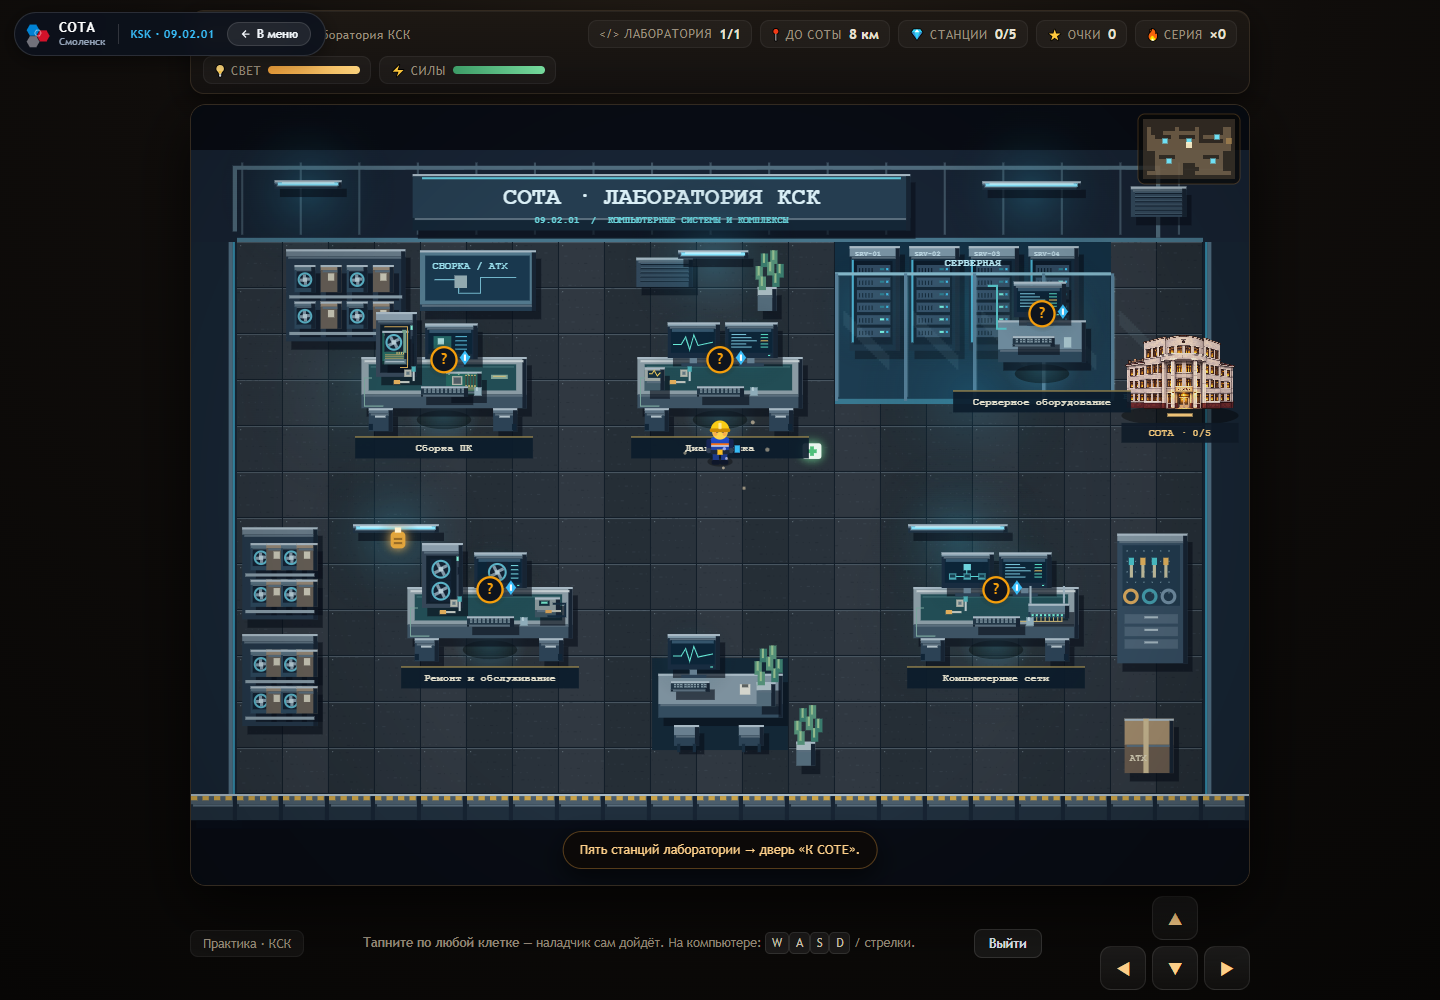 СОТА
Смоленск
KSK · 09.02.01
← В меню
боратория КСК
</> ЛАБОРАТОРИЯ 1/1
ДО СОТЫ 8 км
СТАНЦИИ 0/5
ОЧКИ 0
СЕРИЯ ×0
СВЕТ
СИЛЫ
СОТА · ЛАБОРАТОРИЯ КСК
09.02.01 / КОМПЬЮТЕРНЫЕ СИСТЕМЫ И КОМПЛЕКСЫ
СБОРКА / ATX
SRV-01 SRV-02 SRV-03 SRV-04
СЕРВЕРНАЯ
?
?
?
Серверное оборудование
СОТА · 0/5
Сборка ПК
?
?
Ремонт и обслуживание
Компьютерные сети
ATX
Пять станций лаборатории → дверь «К СОТЕ».
Практика · КСК
Тапните по любой клетке — наладчик сам дойдёт. На компьютере: W A S D / стрелки.
Выйти